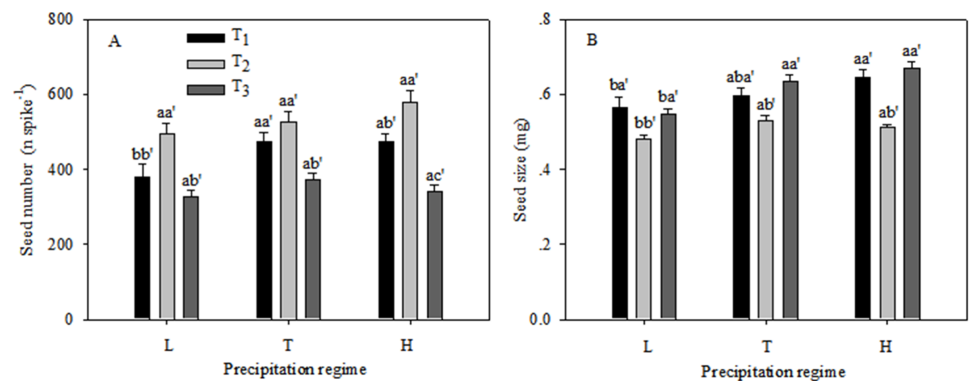 800
600
400
200
0
Seed number (n spike⁻¹)
A
T₁
T₂
T₃
bb'
aa'
ab'
aa'
aa'
ab'
ab'
aa'
ac'
L
T
H
Precipitation regime
.8
.6
.4
.2
0.0
Seed size (mg)
B
ba'
bb'
ba'
aba'
ab'
aa'
aa'
ab'
aa'
L
T
H
Precipitation regime